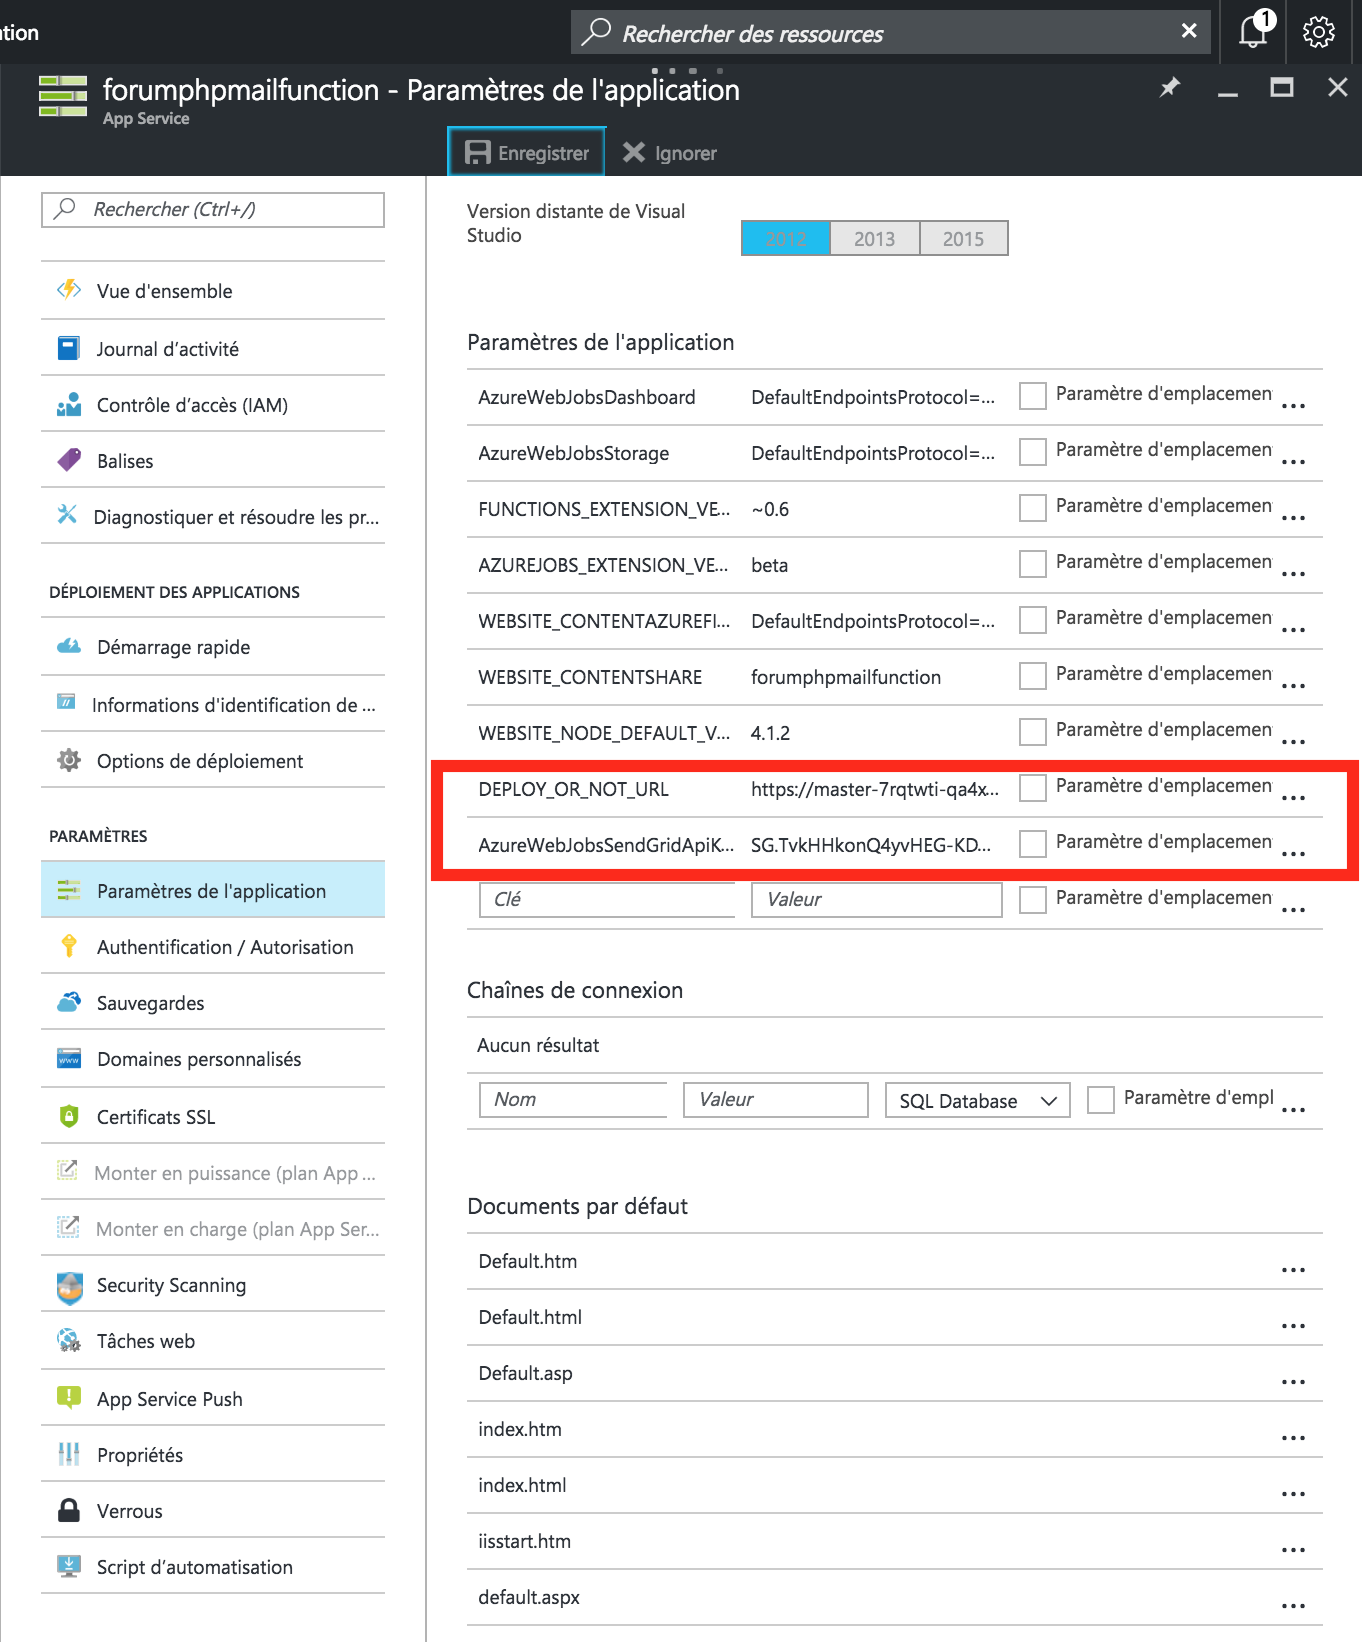 ation
Rechercher des ressources
1
forumphpmailfunction - Paramètres de l'application
App Service
Enregistrer
Ignorer
Rechercher (Ctrl+/)
Vue d'ensemble
Journal d’activité
Contrôle d’accès (IAM)
Balises
Diagnostiquer et résoudre les pr...
DÉPLOIEMENT DES APPLICATIONS
Démarrage rapide
Informations d'identification de ...
Options de déploiement
PARAMÈTRES
Paramètres de l'application
Authentification / Autorisation
Sauvegardes
Domaines personnalisés
Certificats SSL
Monter en puissance (plan App ...
Monter en charge (plan App Ser...
Security Scanning
Tâches web
App Service Push
Propriétés
Verrous
Script d’automatisation
Version distante de Visual
Studio
2012 2013 2015
Paramètres de l'application
AzureWebJobsDashboard DefaultEndpointsProtocol=... Paramètre d'emplacemen ...
AzureWebJobsStorage DefaultEndpointsProtocol=... Paramètre d'emplacemen ...
FUNCTIONS_EXTENSION_VE... ~0.6 Paramètre d'emplacemen ...
AZUREJOBS_EXTENSION_VE... beta Paramètre d'emplacemen ...
WEBSITE_CONTENTAZUREFI... DefaultEndpointsProtocol=... Paramètre d'emplacemen ...
WEBSITE_CONTENTSHARE forumphpmailfunction Paramètre d'emplacemen ...
WEBSITE_NODE_DEFAULT_V... 4.1.2 Paramètre d'emplacemen ...
DEPLOY_OR_NOT_URL https://master-7rqtwti-qa4x... Paramètre d'emplacemen ...
AzureWebJobsSendGridApiK... SG.TvkHHkonQ4yvHEG-KD... Paramètre d'emplacemen ...
Clé Valeur Paramètre d'emplacemen ...
Chaînes de connexion
Aucun résultat
Nom Valeur SQL Database Paramètre d'empl ...
Documents par défaut
Default.htm ...
Default.html ...
Default.asp ...
index.htm ...
index.html ...
iisstart.htm ...
default.aspx ...